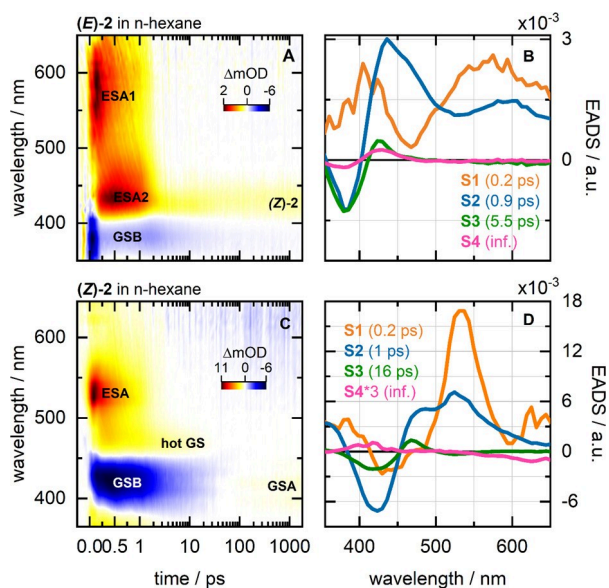 (E)-2 in n-hexane
×10⁻³
A
B
600
500
400
wavelength / nm
ESA1
ESA2
GSB
(Z)-2
ΔmOD
2 0 -6
3
0
EADS / a.u.
S1 (0.2 ps)
S2 (0.9 ps)
S3 (5.5 ps)
S4 (inf.)
(Z)-2 in n-hexane
×10⁻³
C
D
600
500
400
wavelength / nm
ESA
hot GS
GSB
GSA
ΔmOD
11 0 -6
18
12
6
0
-6
EADS / a.u.
S1 (0.2 ps)
S2 (1 ps)
S3 (16 ps)
S4*3 (inf.)
0.0 0.5 1 10 100 1000
400 500 600
time / ps
wavelength / nm